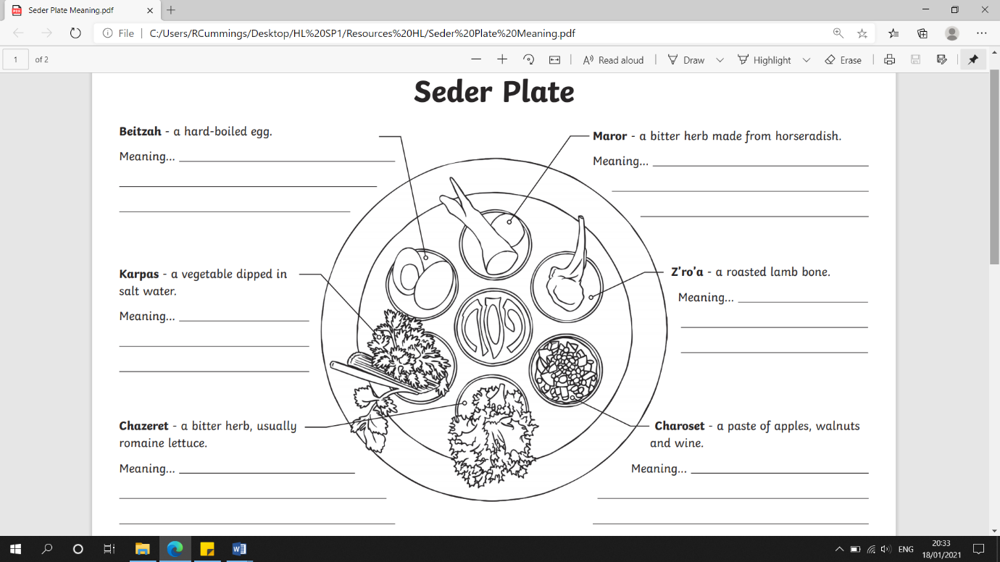 Seder Plate Meaning.pdf
File
C:/Users/RCummings/Desktop/HL%20SP1/Resources%20HL/Seder%20Plate%20Meaning.pdf
1 of 2
Read aloud
Draw
Highlight
Erase
Seder Plate
Beitzah - a hard-boiled egg.
Meaning...
Maror - a bitter herb made from horseradish.
Meaning...
Karpas - a vegetable dipped in
salt water.
Meaning...
Z'ro'a - a roasted lamb bone.
Meaning...
Chazeret - a bitter herb, usually
romaine lettuce.
Meaning...
Charoset - a paste of apples, walnuts
and wine.
Meaning...
ENG
20:33
18/01/2021